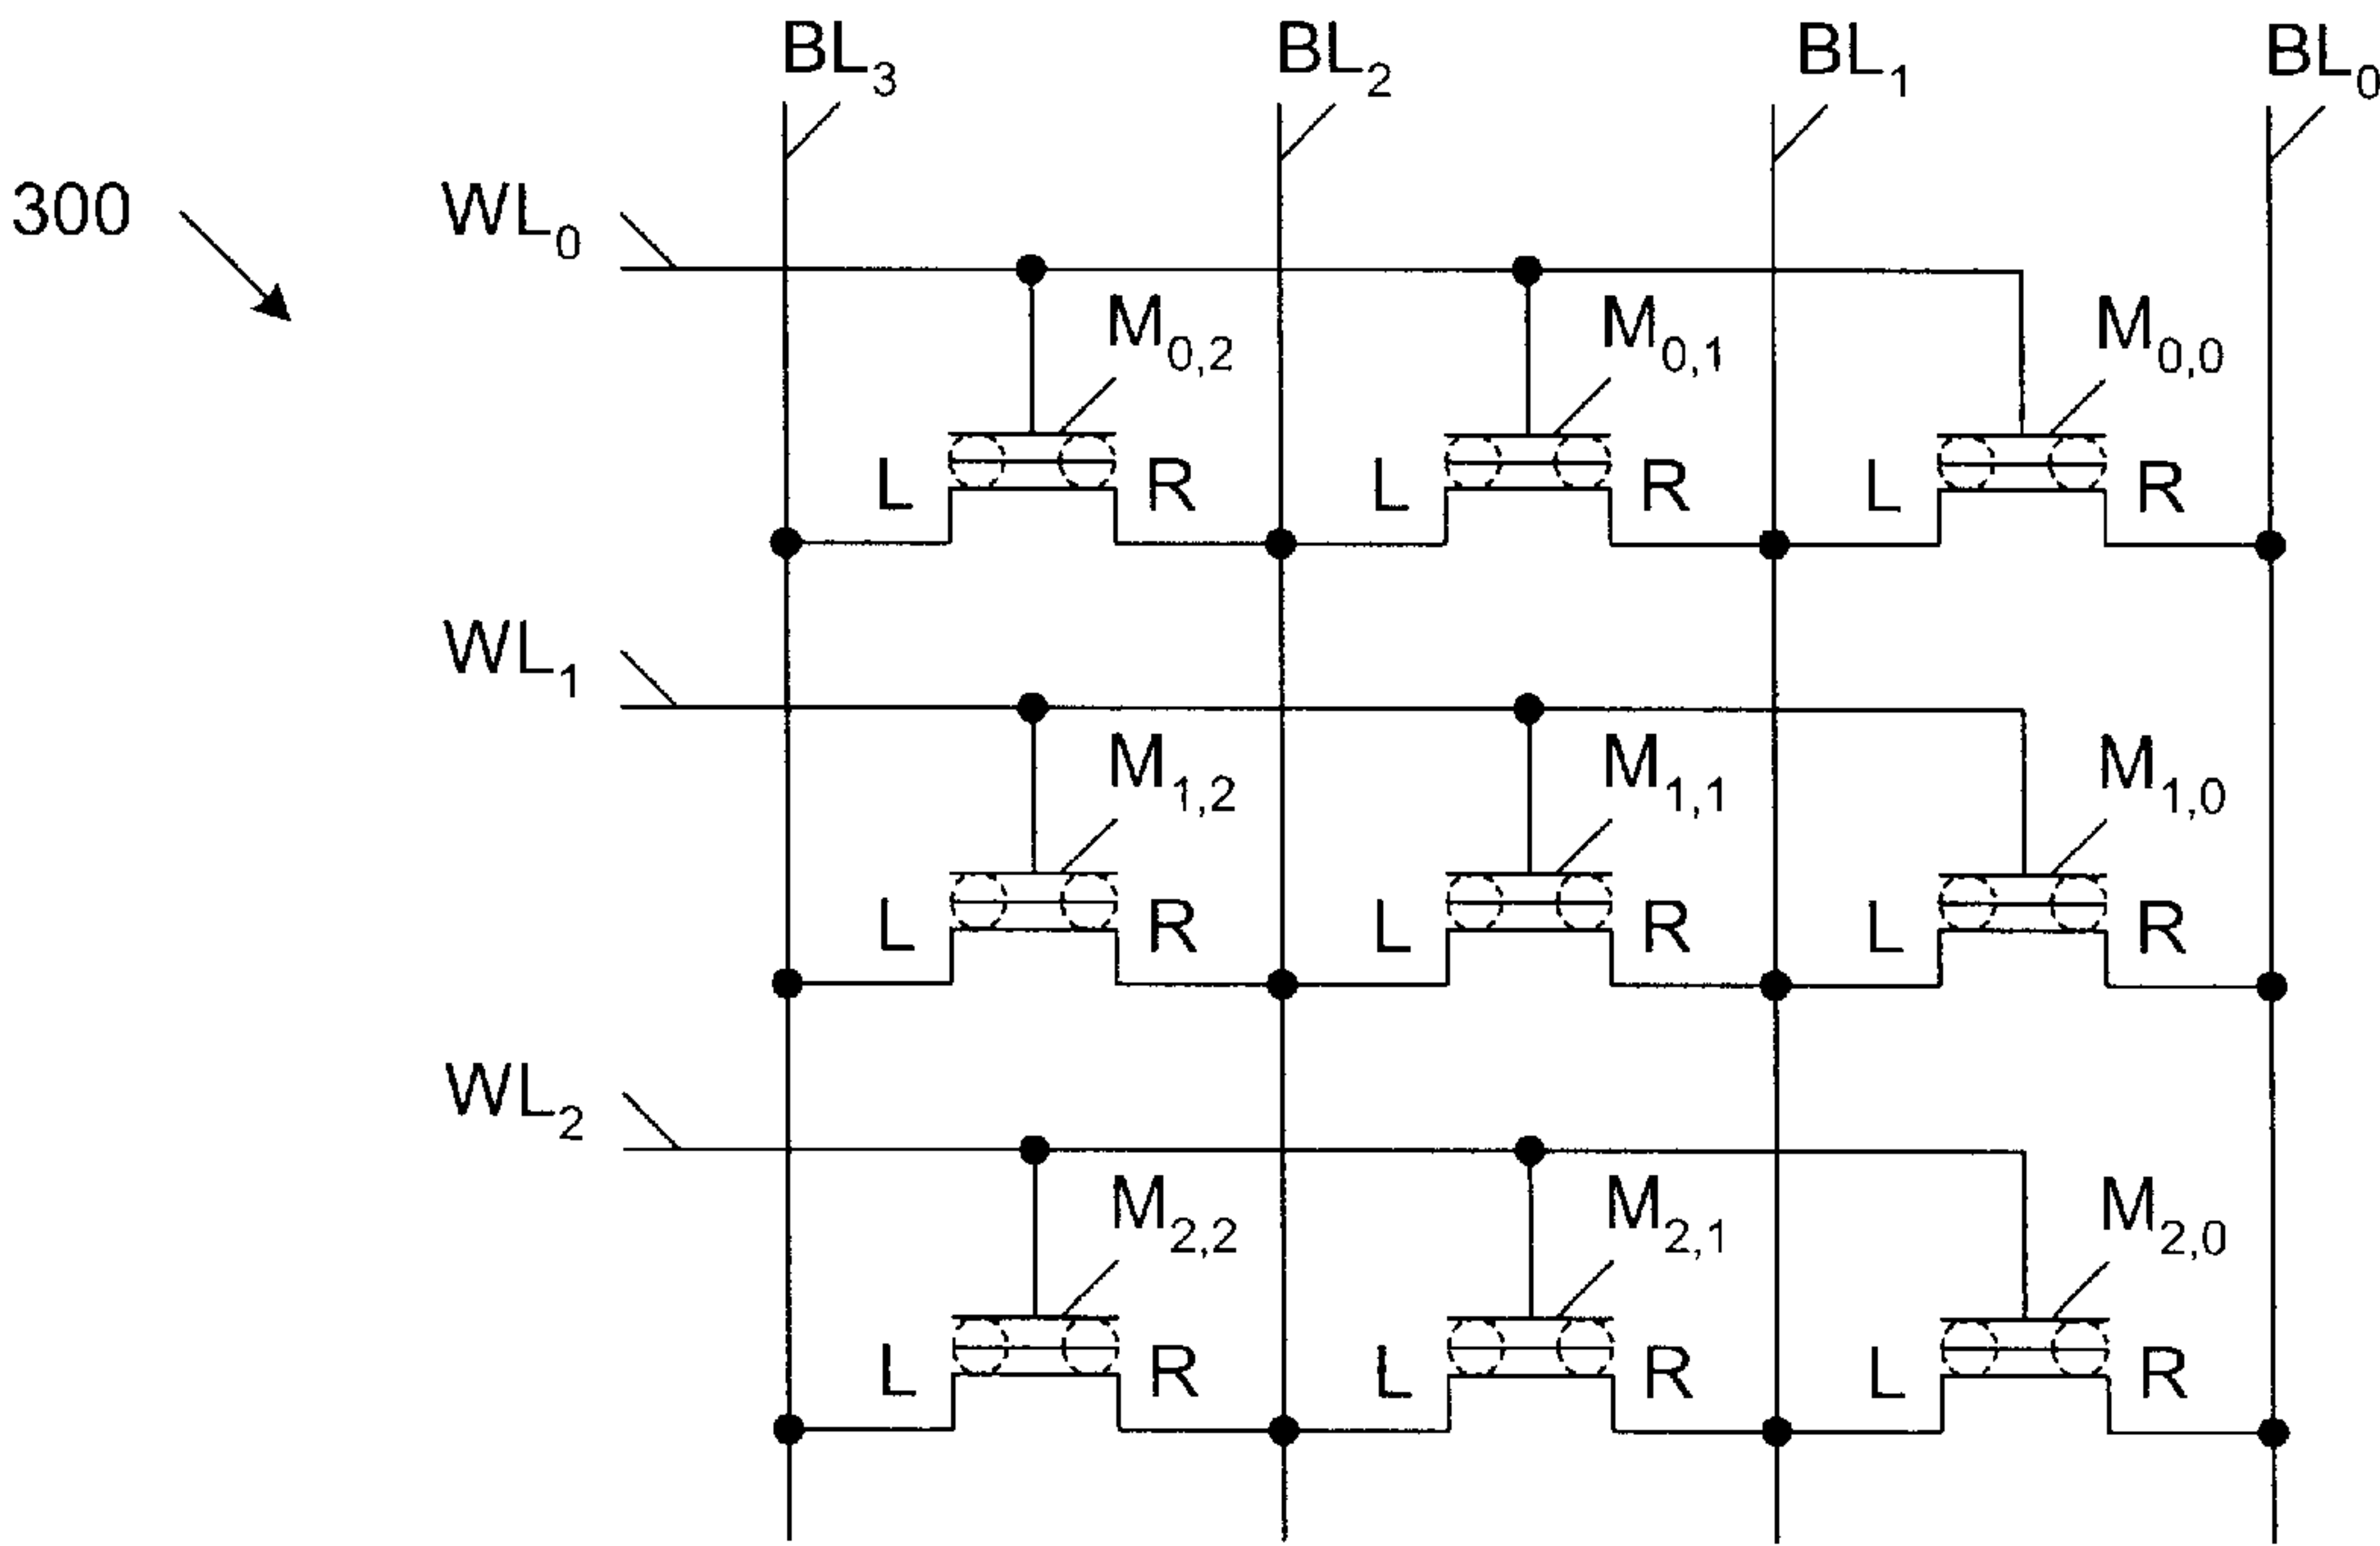 BL3 BL2 BL1 BL0
300 WL0
M0,2 M0,1 M0,0
L R L R L R
WL1
M1,2 M1,1 M1,0
L R L R L R
WL2
M2,2 M2,1 M2,0
L R L R L R